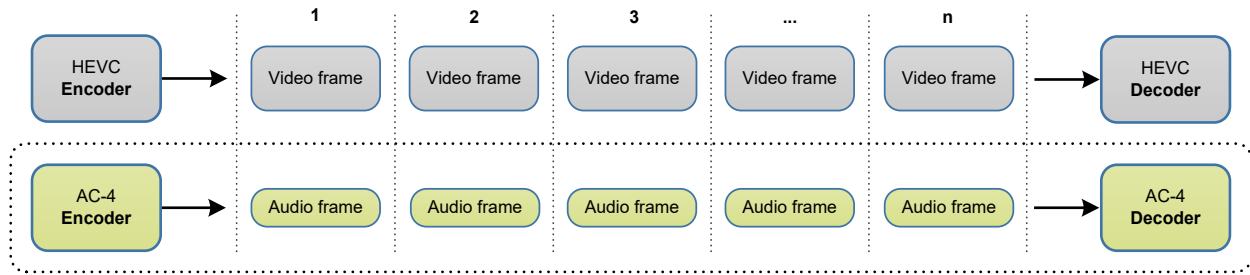 1 2 3 ... n
HEVC
Encoder
Video frame Video frame Video frame Video frame Video frame
HEVC
Decoder
AC-4
Encoder
Audio frame Audio frame Audio frame Audio frame Audio frame
AC-4
Decoder